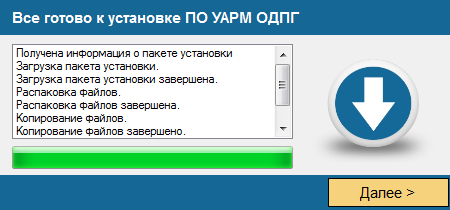 Все готово к установке ПО УАРМ ОДПГ
Получена информация о пакете установки
Загрузка пакета установки.
Загрузка пакета установки завершена.
Распаковка файлов.
Распаковка файлов завершена.
Копирование файлов.
Копирование файлов завершено.
Далее >